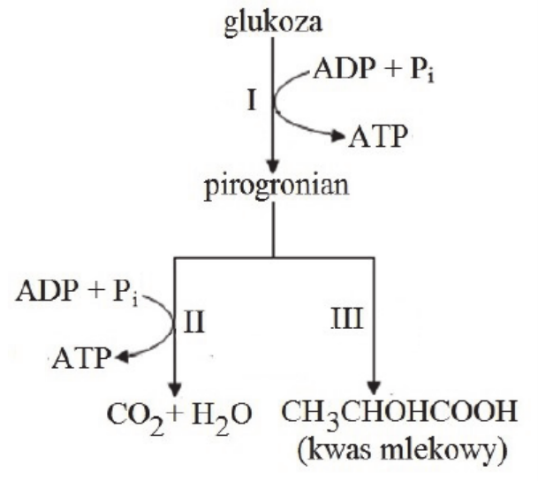 glukoza
ADP + Pi
I
ATP
pirogronian
ADP + Pi
II
III
ATP
CO2 + H2O
CH3CHOHCOOH
(kwas mlekowy)